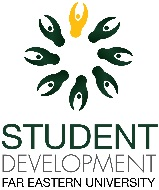 STUDENT
DEVELOPMENT
FAR EASTERN UNIVERSITY